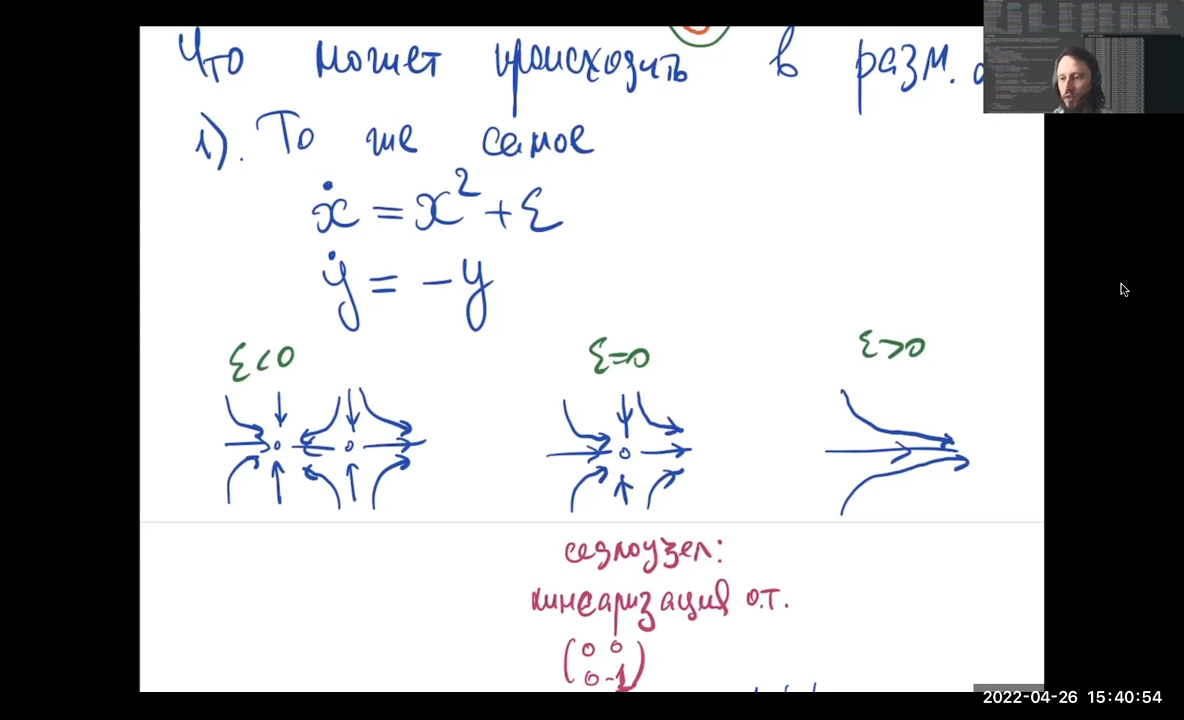 Что может происходить в разм.
1). То же самое
ẋ = x² + ε
ẏ = -y
ε<0 ε=0 ε>0
седлоузел:
линеаризация о.т.
(0 0
0 -1)
2022-04-26 15:40:54